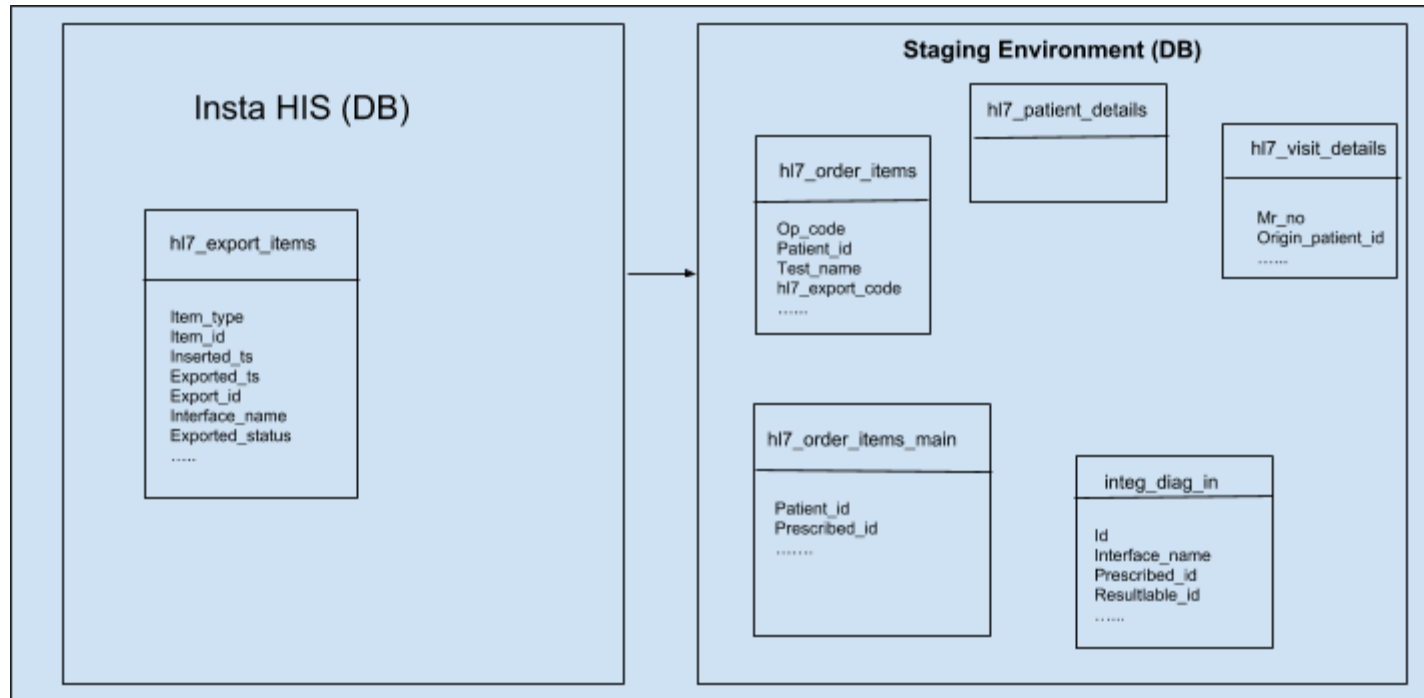 Insta HIS (DB)
hl7_export_items
Item_type
Item_id
Inserted_ts
Exported_ts
Export_id
Interface_name
Exported_status
.....
Staging Environment (DB)
hl7_patient_details
hl7_visit_details
Mr_no
Origin_patient_id
......
hl7_order_items
Op_code
Patient_id
Test_name
hl7_export_code
......
hl7_order_items_main
Patient_id
Prescribed_id
.......
integ_diag_in
Id
Interface_name
Prescribed_id
Resultlable_id
......